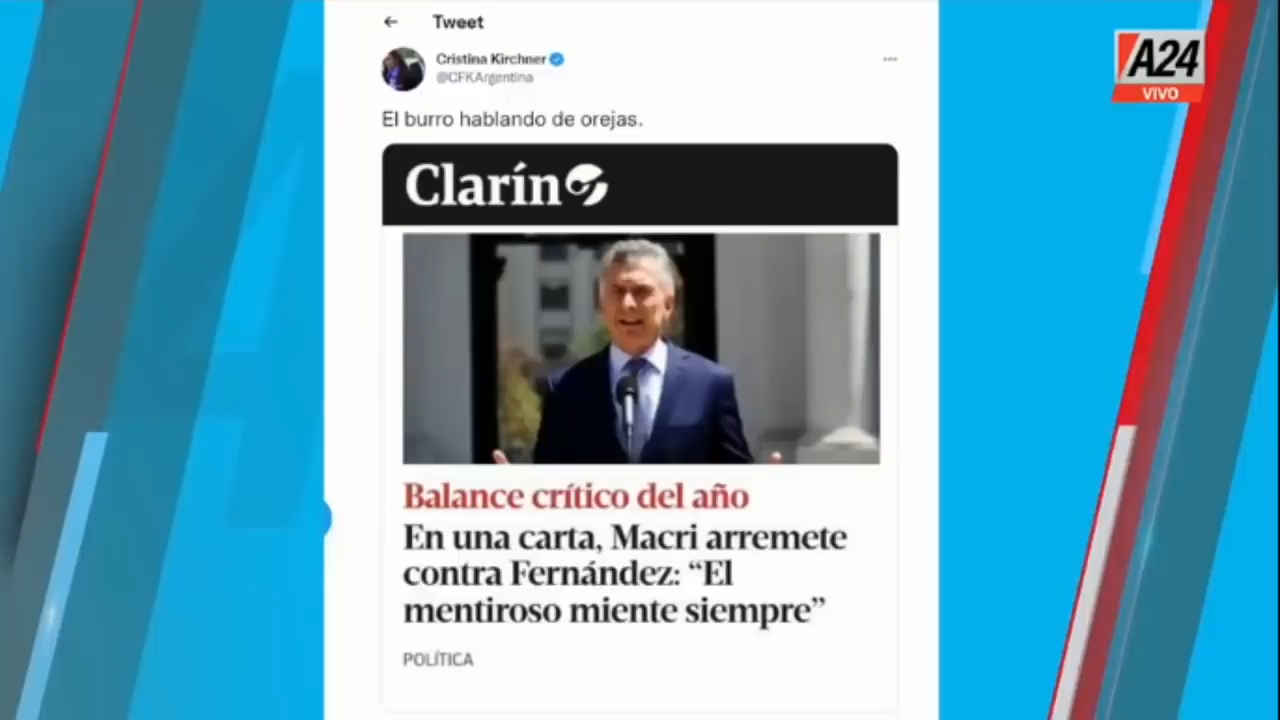 Tweet
Cristina Kirchner
@CFKArgentina
El burro hablando de orejas.
Clarín
Balance crítico del año
En una carta, Macri arremete
contra Fernández: “El
mentiroso miente siempre”
POLÍTICA
A24
VIVO